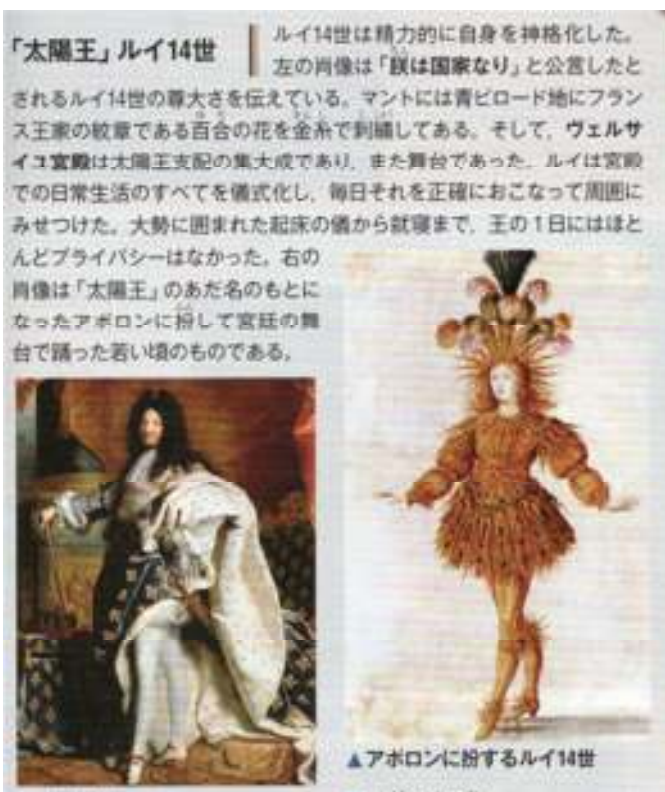 「太陽王」ルイ14世
ルイ14世は精力的に自身を神格化した。
左の肖像は「朕は国家なり」と公言したと
されるルイ14世の尊大さを伝えている。マントには青ビロード地にフラン
ス王家の紋章である百合の花を金糸で刺繡してある。そして，ヴェルサ
イユ宮殿は太陽王支配の集大成であり，また舞台であった。ルイは宮殿
での日常生活のすべてを儀式化し，毎日それを正確におこなって周囲に
みせつけた。大勢に囲まれた起床の儀から就寝まで，王の1日にはほと
んどプライバシーはなかった。右の
肖像は「太陽王」のあだ名のもとに
なったアポロンに扮して宮廷の舞
台で踊った若い頃のものである。
▲アポロンに扮するルイ14世